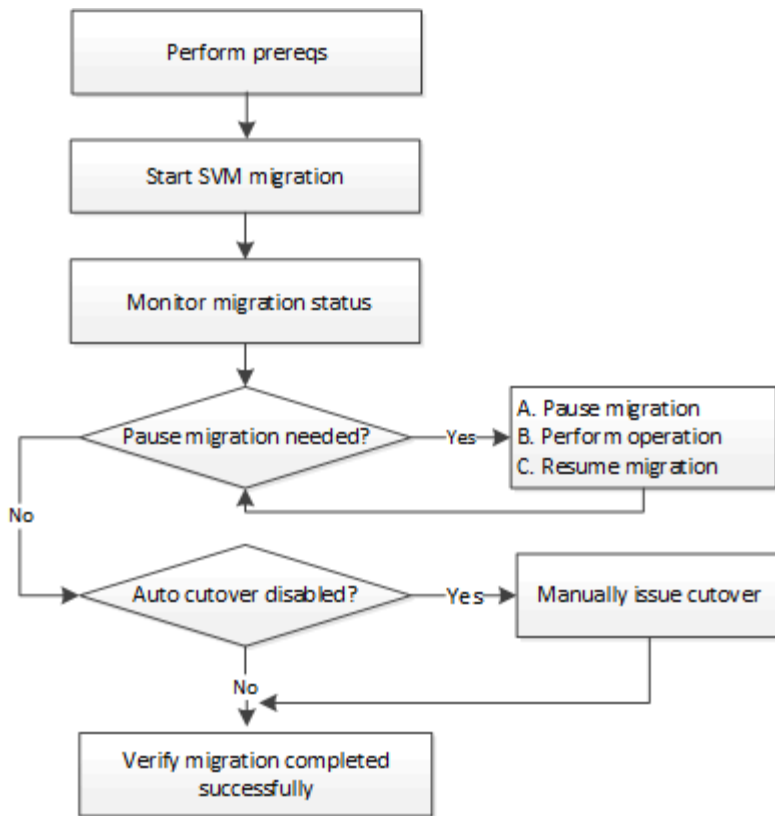 Perform prereqs
Start SVM migration
Monitor migration status
Pause migration needed?
Yes
A. Pause migration
B. Perform operation
C. Resume migration
No
Auto cutover disabled?
Yes
Manually issue cutover
No
Verify migration completed
successfully